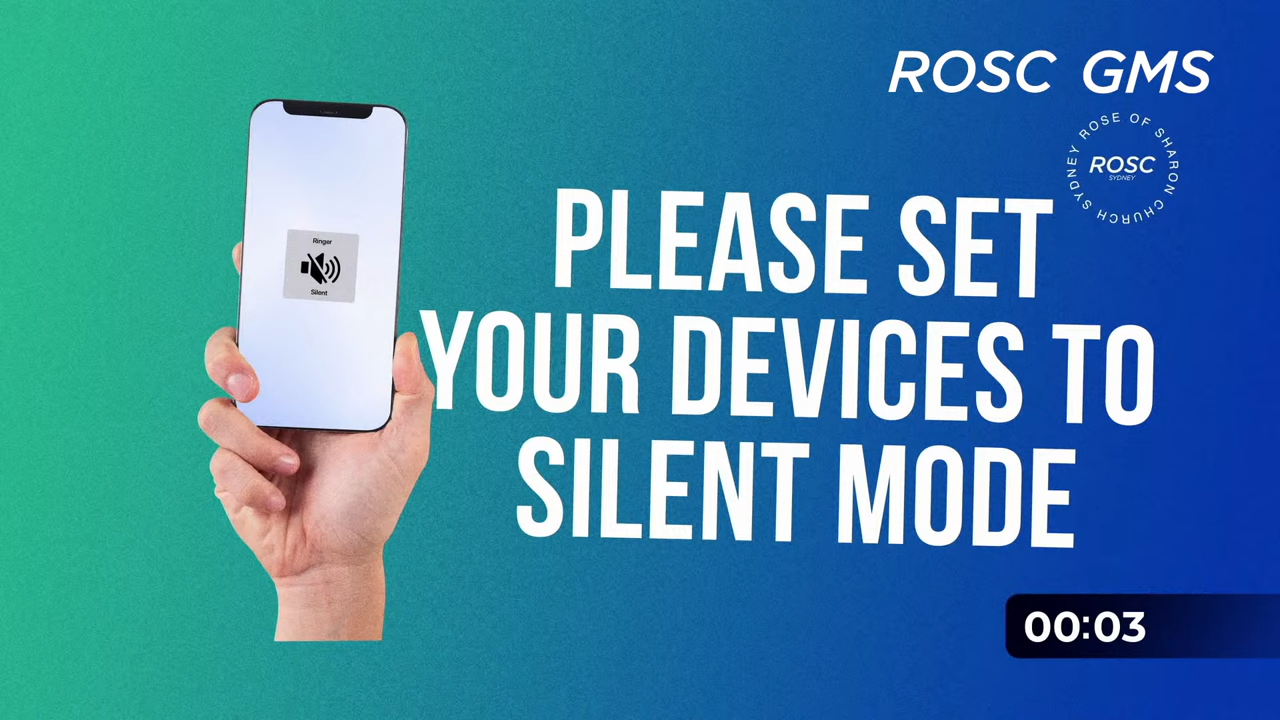 ROSC GMS
SYDNEY ROSE OF SHARON CHURCH
ROSC
SYDNEY
Ringer
Silent
PLEASE SET
YOUR DEVICES TO
SILENT MODE
00:03